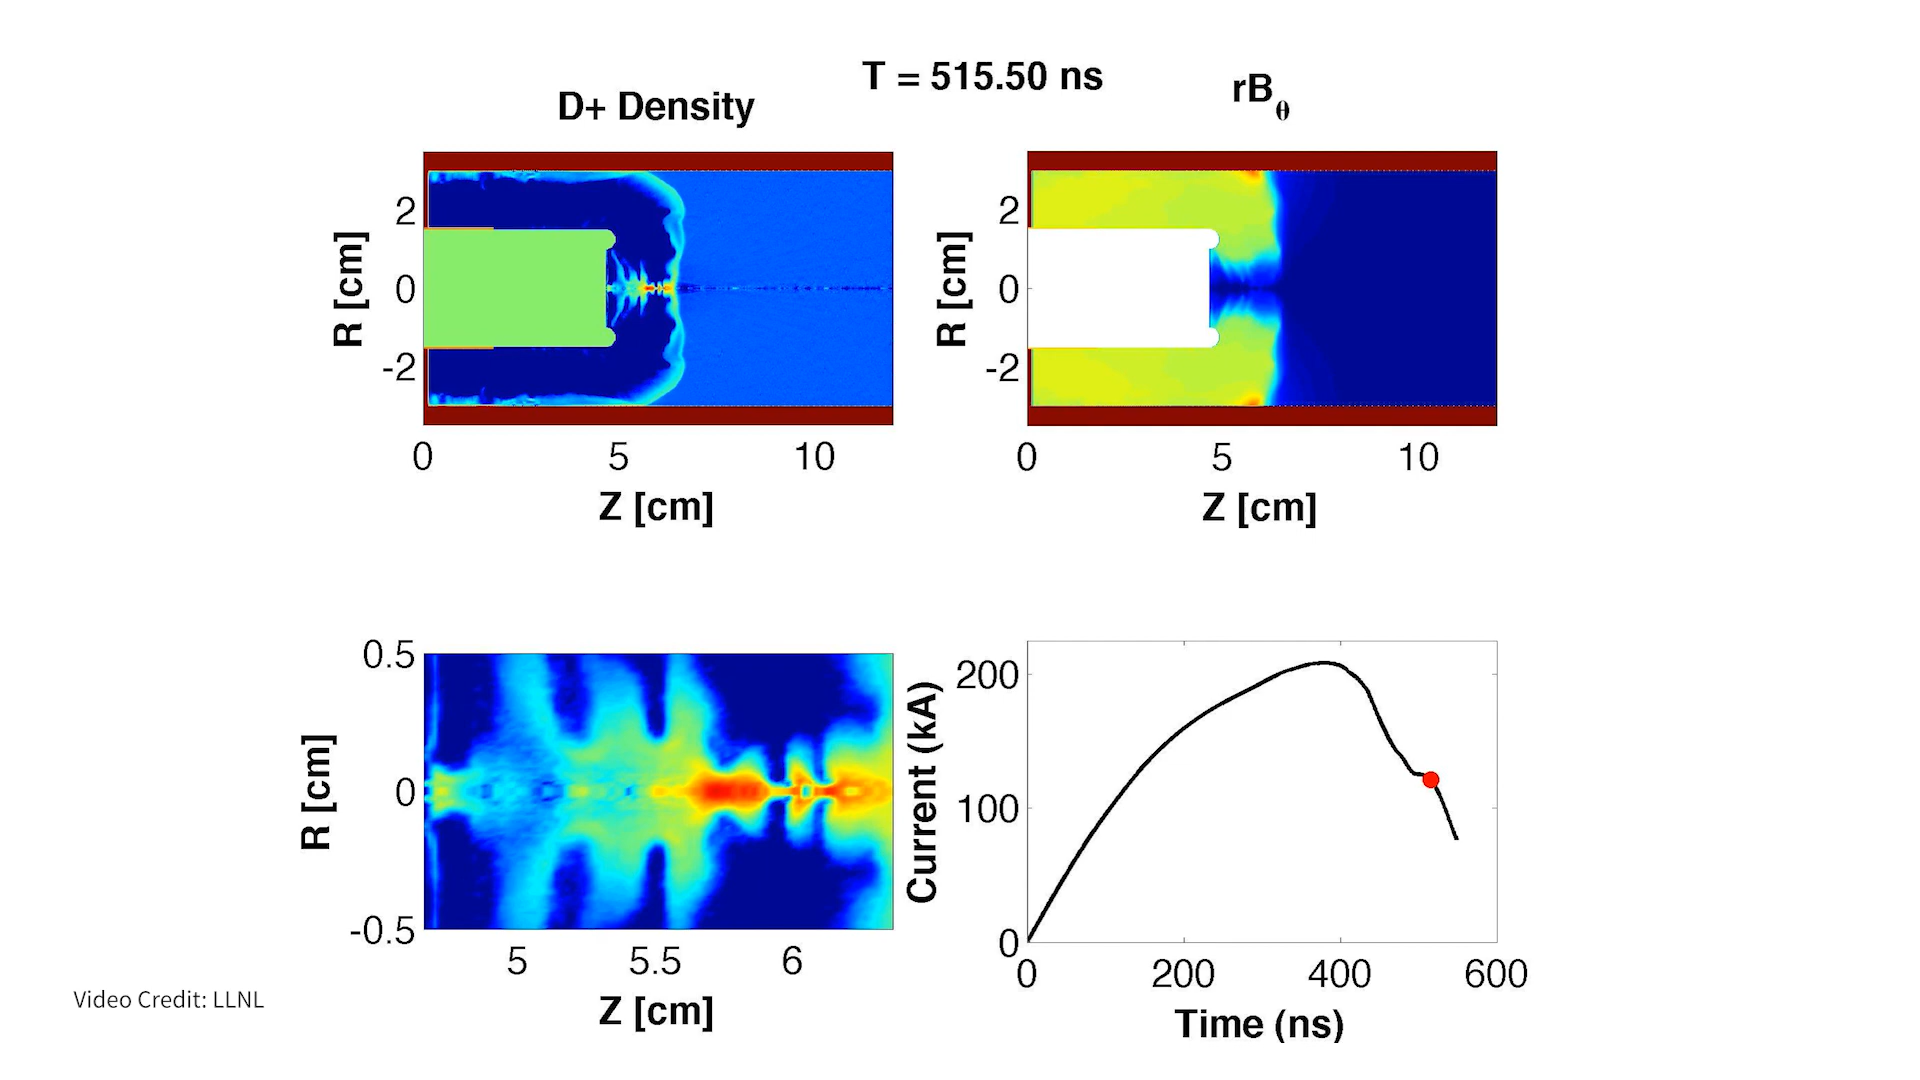 T = 515.50 ns
D+ Density
rBθ
R [cm]
2
0
-2
0 5 10
Z [cm]
R [cm]
2
0
-2
0 5 10
Z [cm]
R [cm]
0.5
0
-0.5
5 5.5 6
Z [cm]
Current (kA)
200
100
0
0 200 400 600
Time (ns)
Video Credit: LLNL